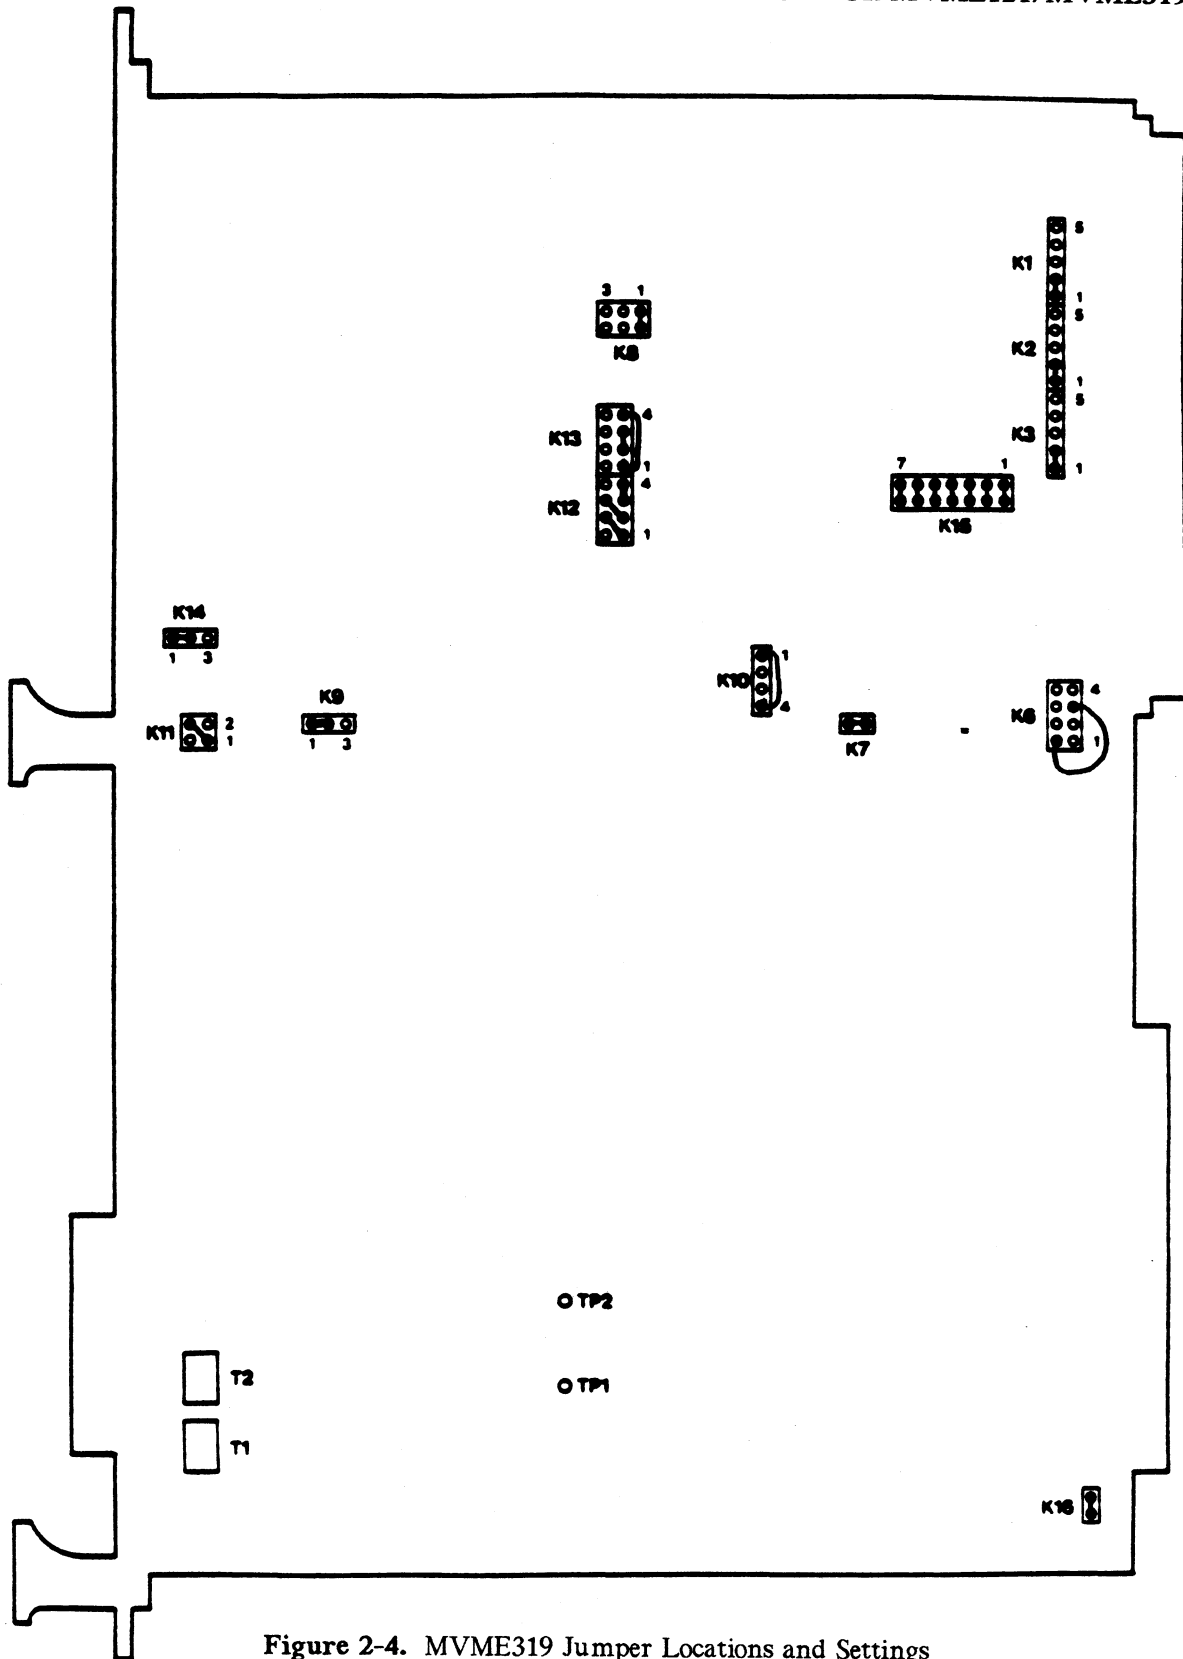 5
K1
1
3 1
5
K8
K2
1
5
K13
4
K3
1
1
7 1
4
K12
K15
1
K14
1 3
K10
1
4
K9
K6
4
K11
2
1
1 3
K7
1
TP2
T2
TP1
T1
K16
Figure 2-4. MVME319 Jumper Locations and Settings